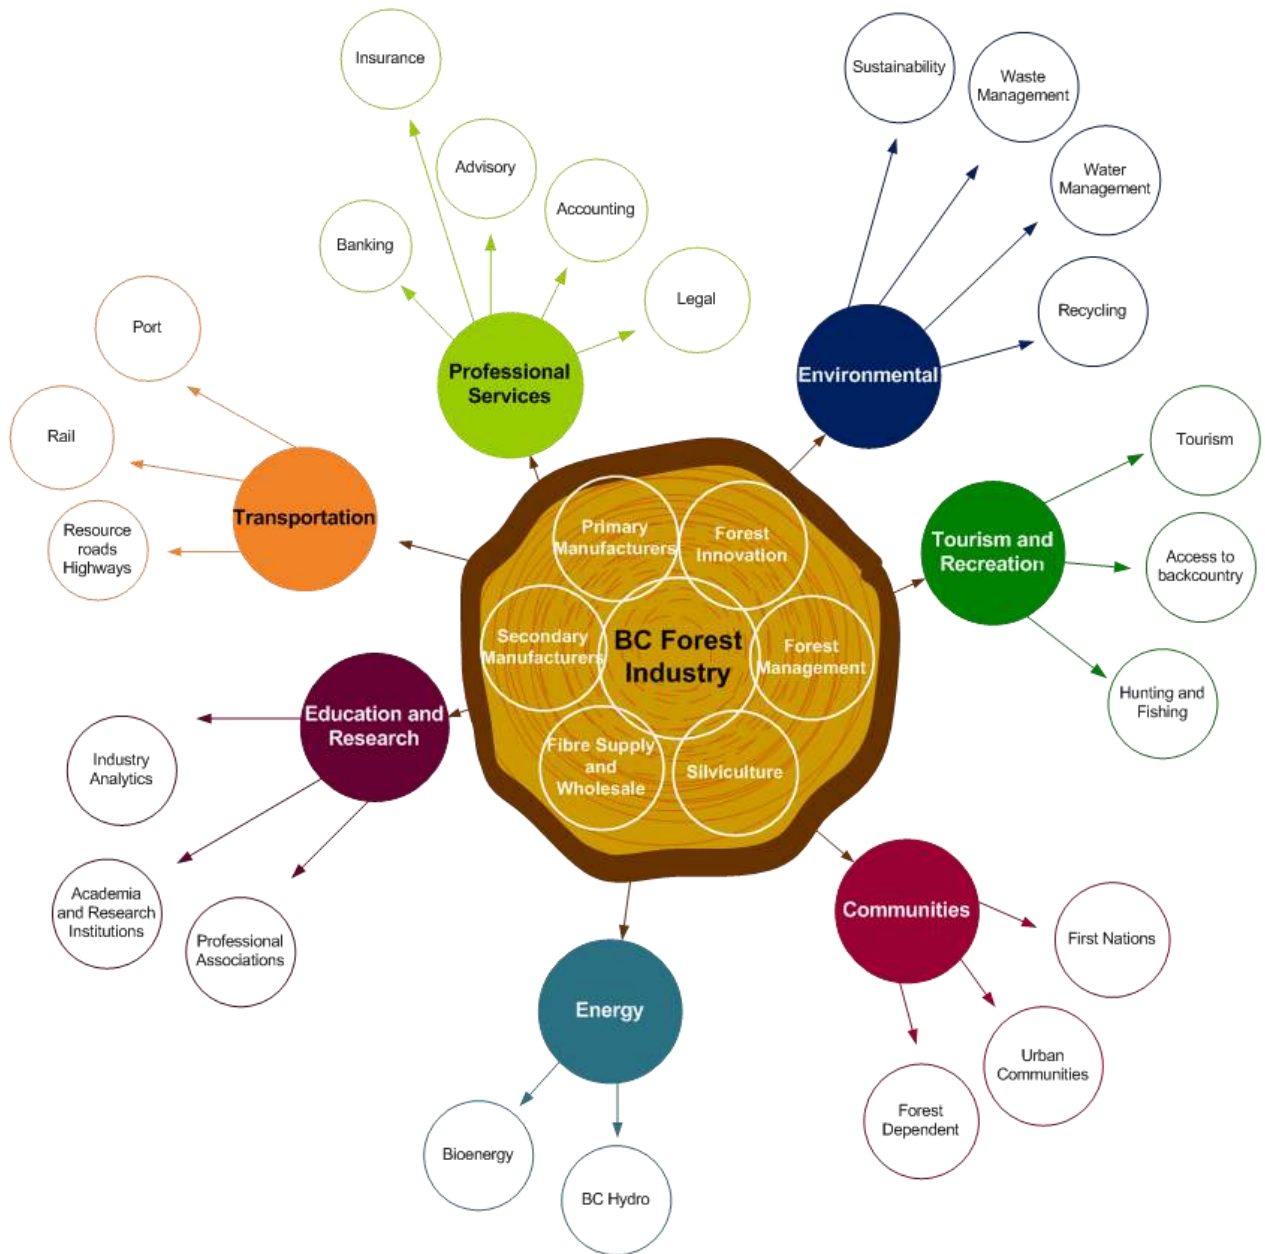 Insurance
Advisory
Accounting
Banking
Legal
Professional
Services
Sustainability
Waste
Management
Water
Management
Recycling
Environmental
Port
Rail
Resource
roads
Highways
Transportation
Tourism
Access to
backcountry
Hunting and
Fishing
Tourism and
Recreation
Primary
Manufacturers
Forest
Innovation
Secondary
Manufacturers
BC Forest
Industry
Forest
Management
Fibre Supply
and
Wholesale
Silviculture
Education and
Research
Industry
Analytics
Academia
and Research
Institutions
Professional
Associations
Communities
First Nations
Urban
Communities
Forest
Dependent
Energy
Bioenergy
BC Hydro